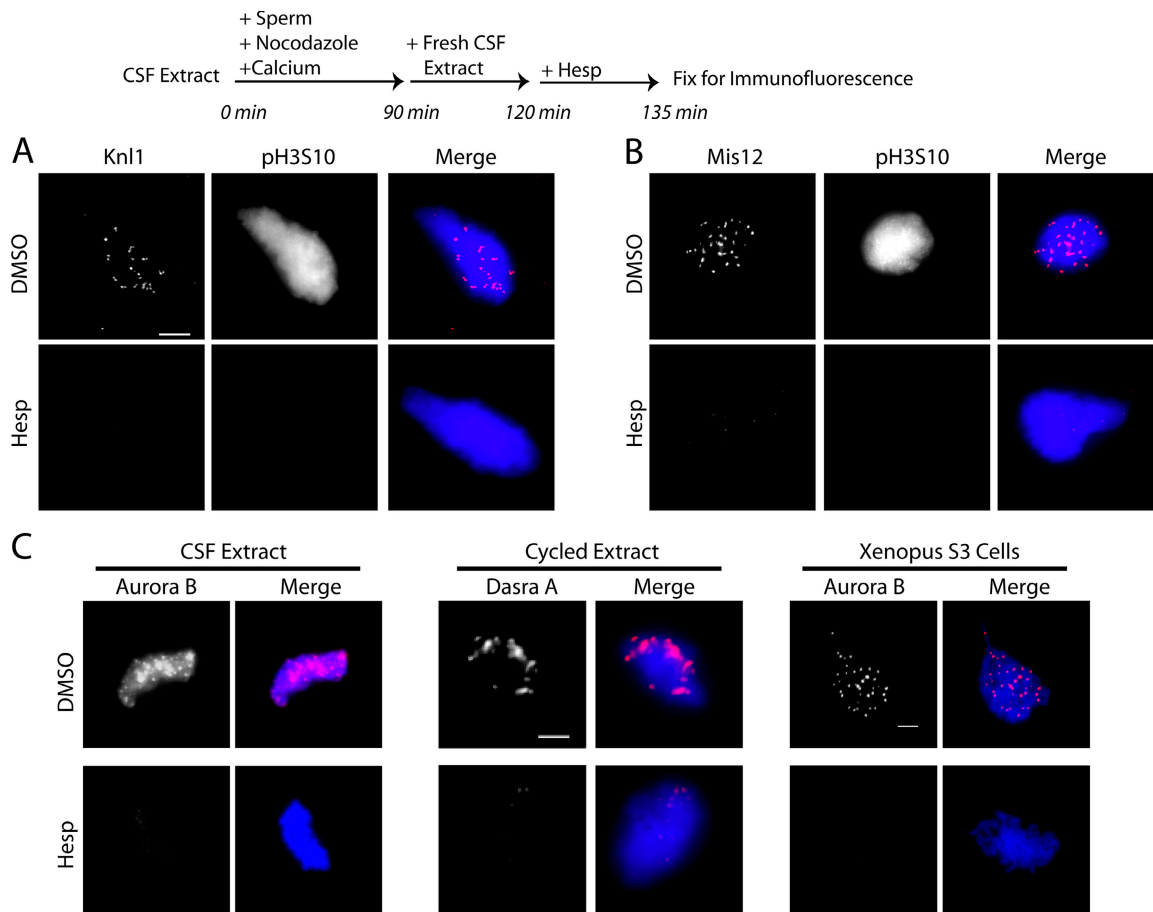 + Sperm
+ Nocodazole
+ Fresh CSF
CSF Extract
+Calcium
Extract
+ Hesp
Fix for Immunofluorescence
0 min
90 min
120 min
135 min
A
Knl1
pH3S10
Merge
DMSO
Hesp
B
Mis12
pH3S10
Merge
DMSO
Hesp
C
CSF Extract
Cycled Extract
Xenopus S3 Cells
Aurora B
Merge
Dasra A
Merge
Aurora B
Merge
DMSO
Hesp